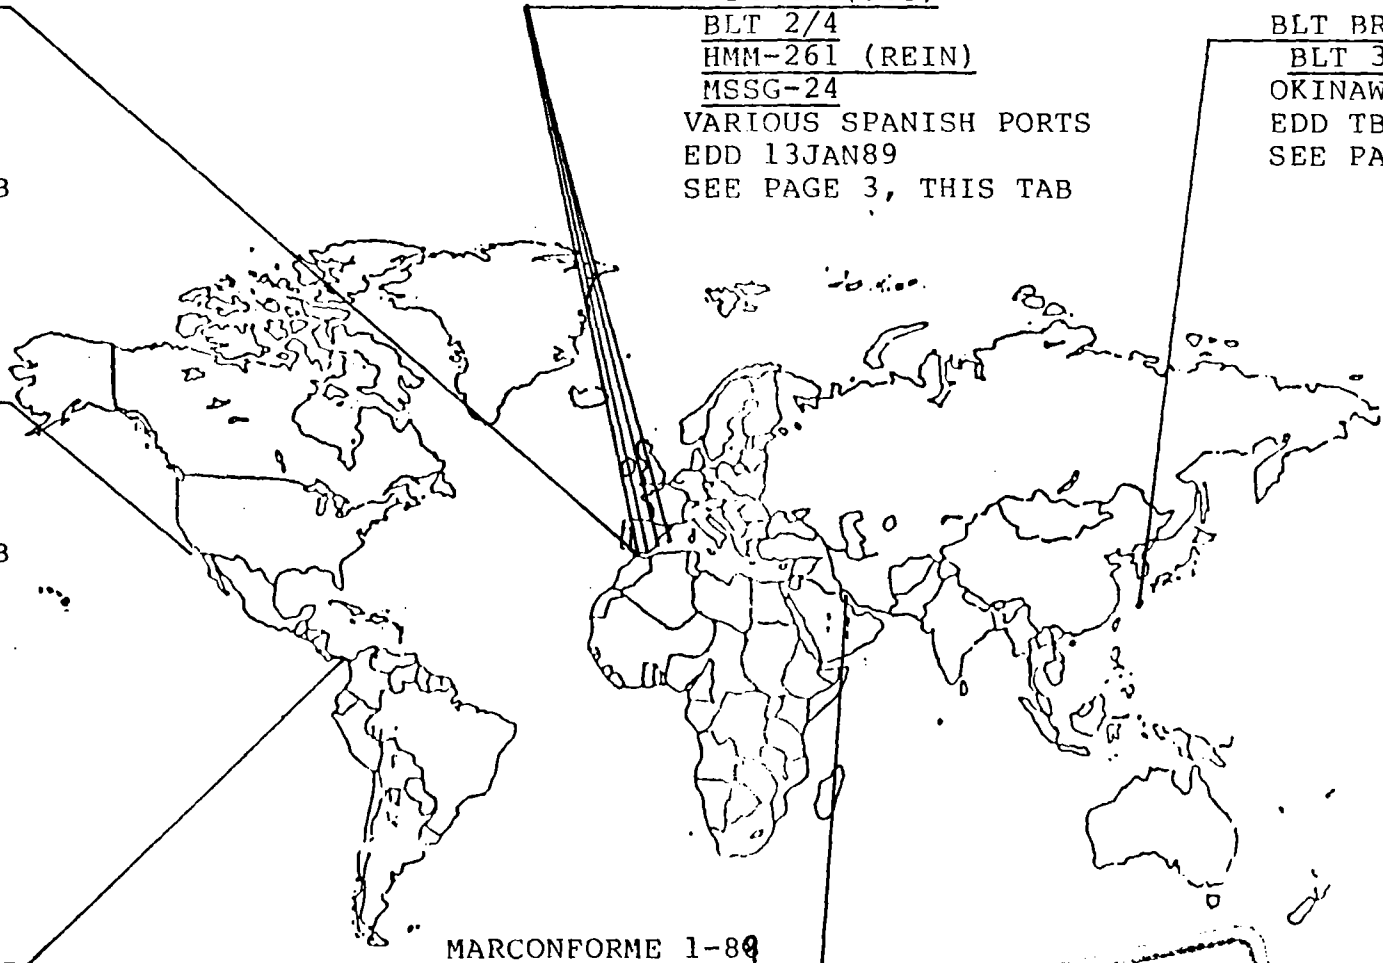 BLT 2/4
HMM-261 (REIN)
MSSG-24
VARIOUS SPANISH PORTS
EDD 13JAN89
SEE PAGE 3, THIS TAB
BLT BR
BLT 3
OKINAW
EDD TB
SEE PA
B
B
MARCONFORME 1-89